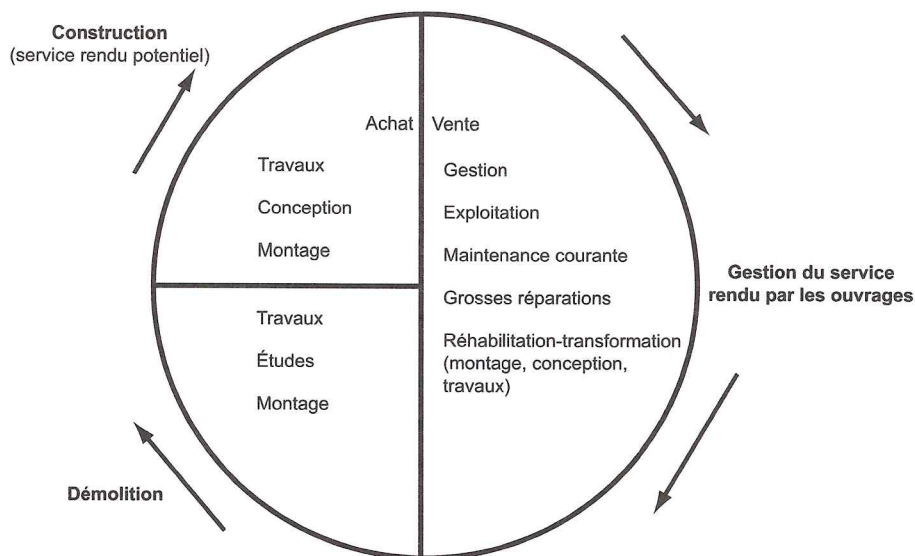 Construction
(service rendu potentiel)
Achat
Vente
Travaux
Conception
Montage
Gestion
Exploitation
Maintenance courante
Grosses réparations
Réhabilitation-transformation
(montage, conception,
travaux)
Gestion du service
rendu par les ouvrages
Travaux
Études
Montage
Démolition